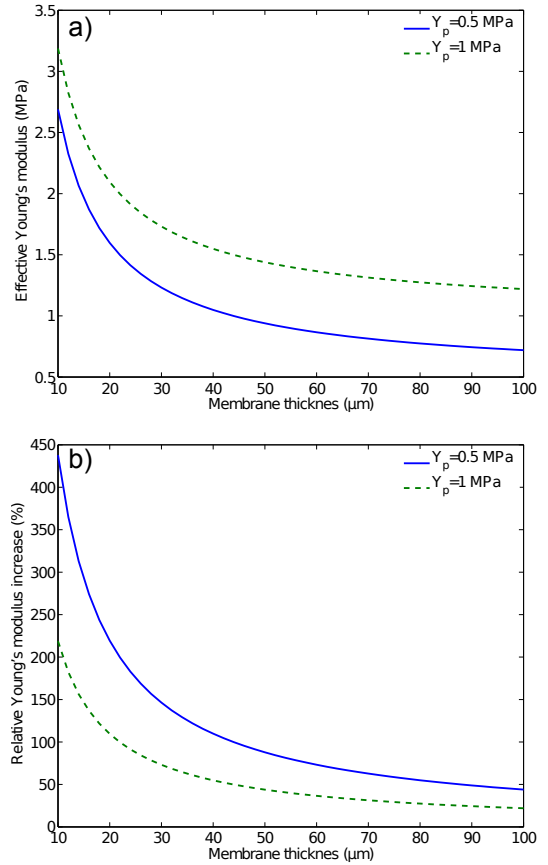 a)
Y_p=0.5 MPa
Y_p=1 MPa
3.5
3
2.5
2
1.5
1
0.5
Effective Young's modulus (MPa)
10 20 30 40 50 60 70 80 90 100
Membrane thicknes (μm)
b)
Y_p=0.5 MPa
Y_p=1 MPa
450
400
350
300
250
200
150
100
50
0
Relative Young's modulus increase (%)
10 20 30 40 50 60 70 80 90 100
Membrane thicknes (μm)